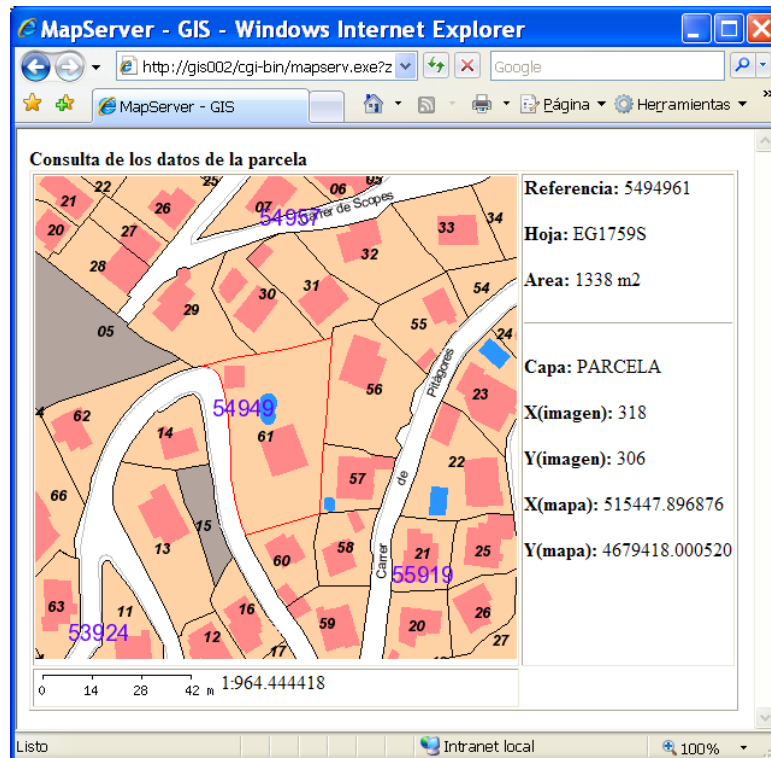 MapServer - GIS - Windows Internet Explorer
http://gis002/cgi-bin/mapserv.exe?z
Google
MapServer - GIS
Página
Herramientas
»
Consulta de los datos de la parcela
Referencia: 5494961
Hoja: EG1759S
Area: 1338 m2
Capa: PARCELA
X(imagen): 318
Y(imagen): 306
X(mapa): 515447.896876
Y(mapa): 4679418.000520
22
25
06
05
21
26
07
54957
Carrer de Scopes
34
20
27
33
32
28
31
54
30
29
05
55
24
Pitàgores
56
23
62
54949
14
61
de
22
66
57
15
13
58
21
25
60
Carrer
55919
63
11
16
26
53924
12
59
20
17
27
0 14 28 42 m
1:964.444418
Listo
Intranet local
100%